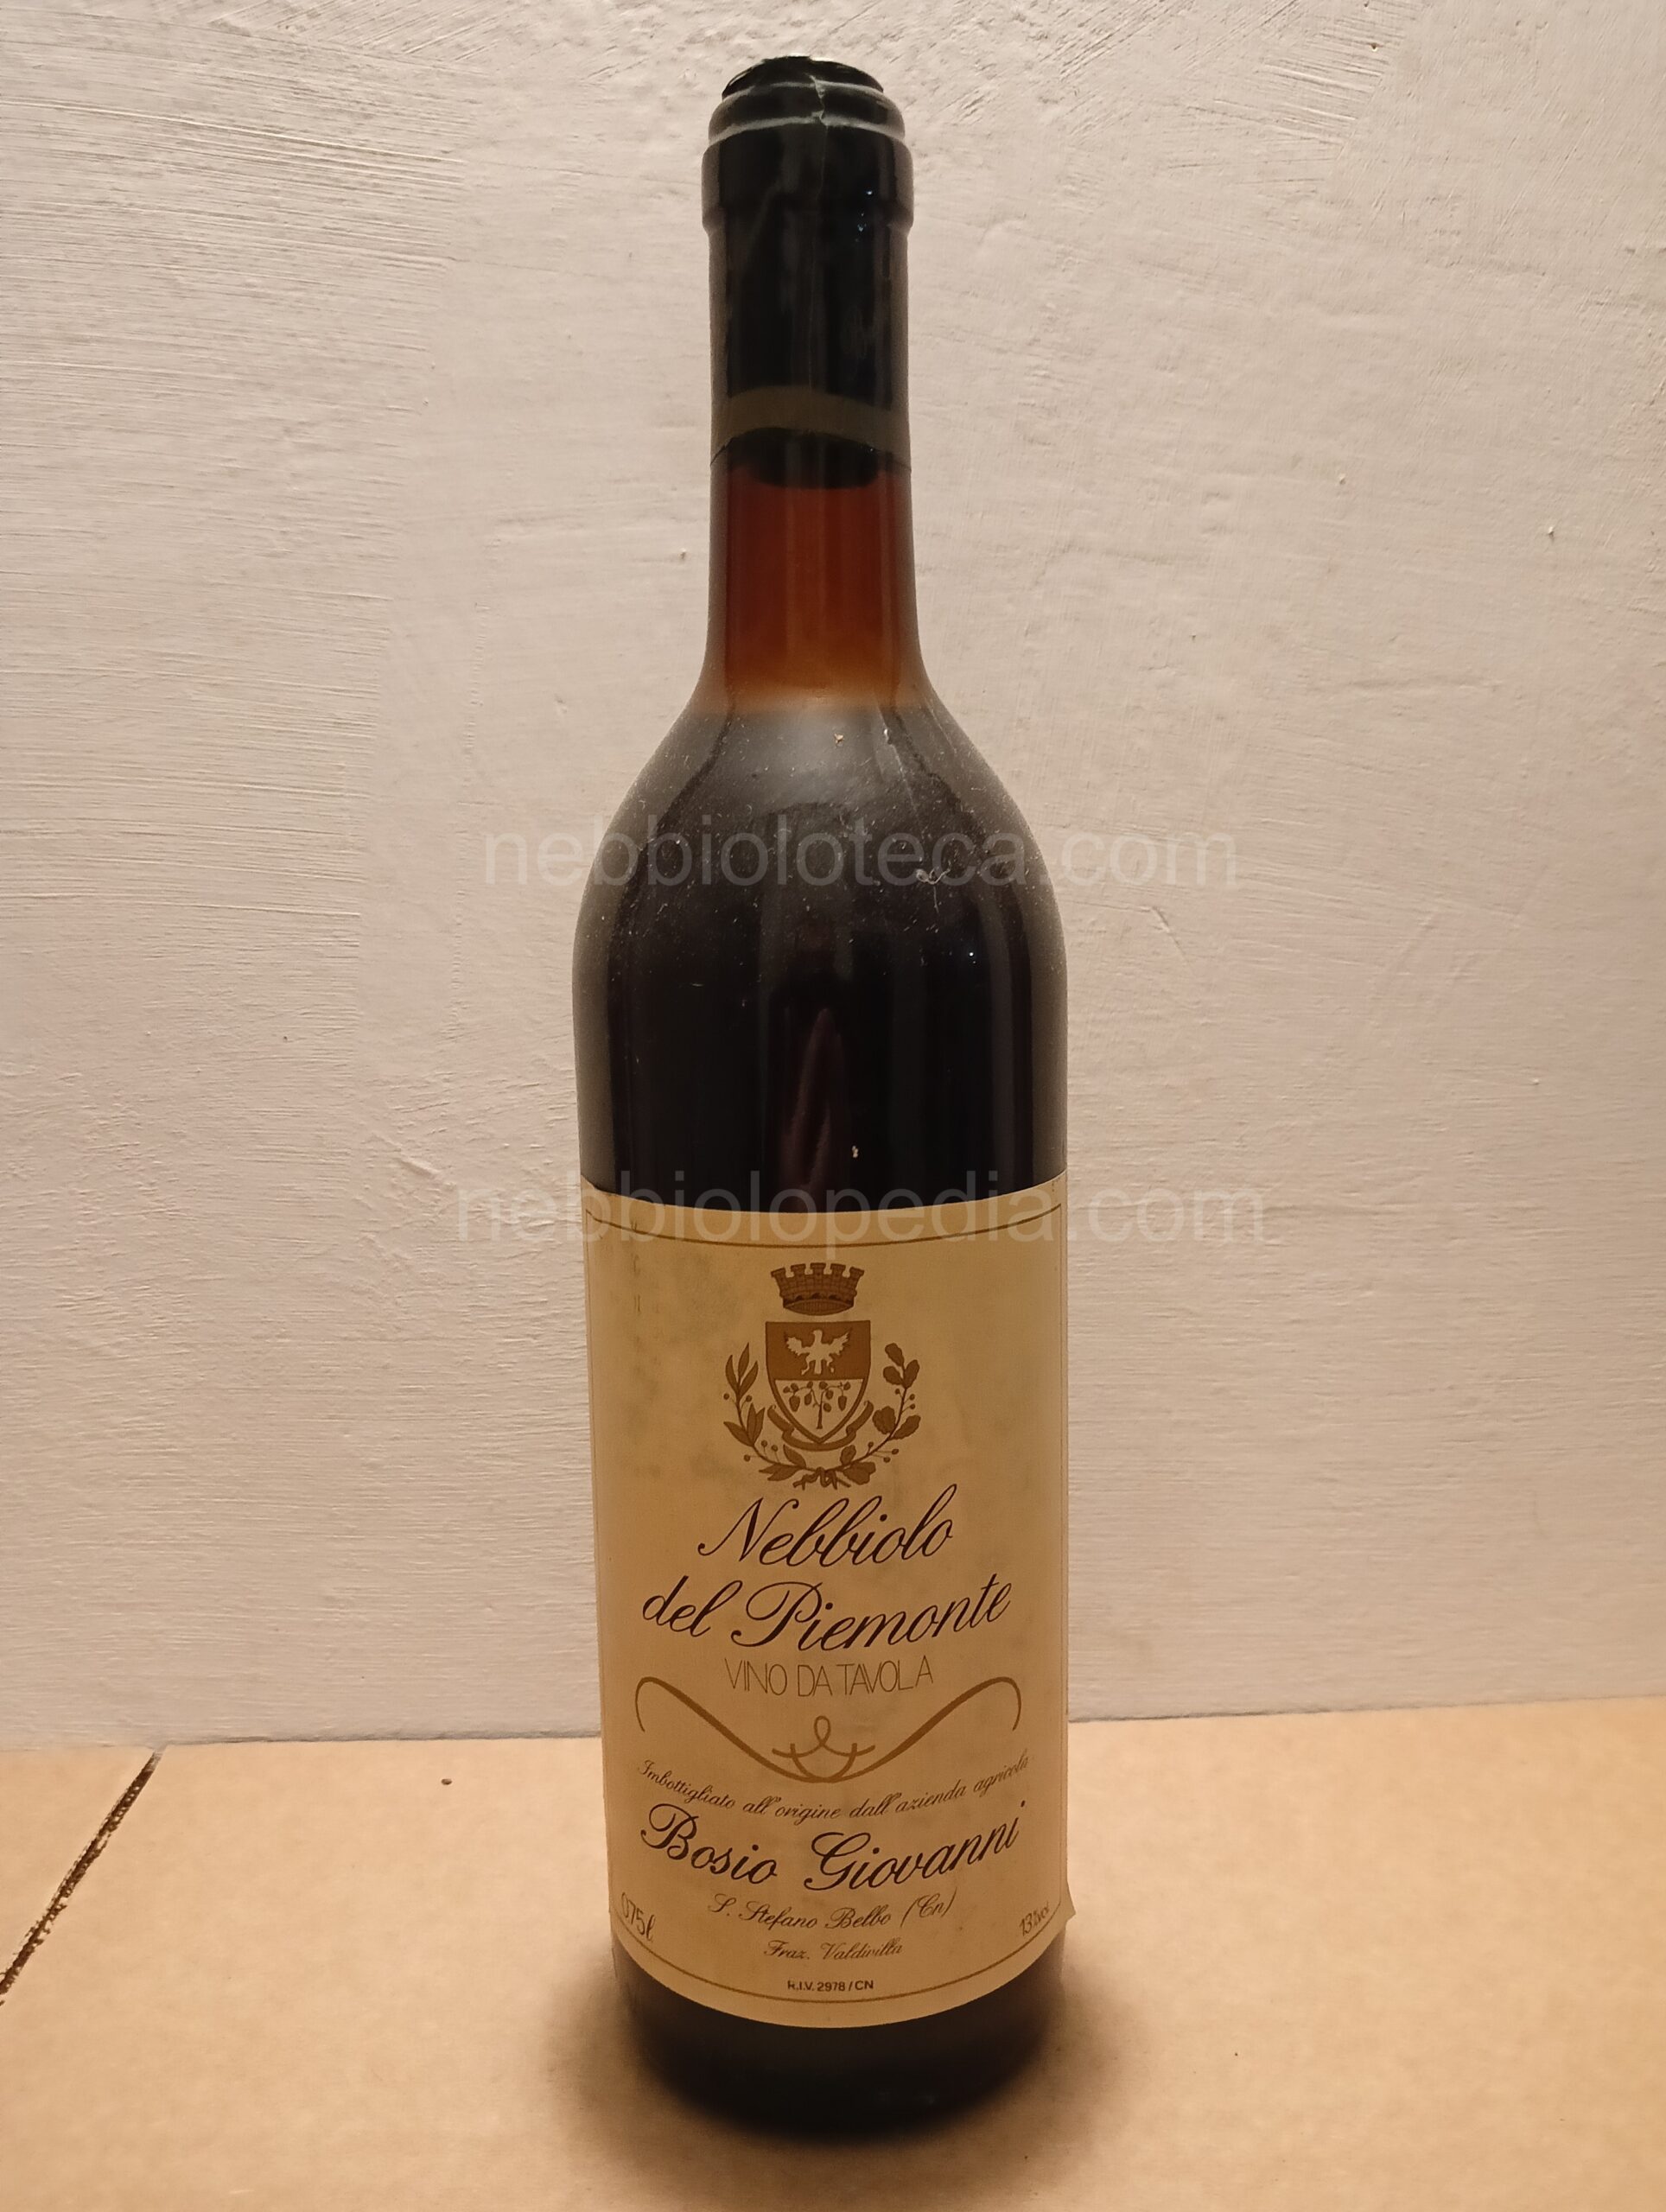 nebbioloteca.com
nebbiolopedia.com
Nebbiolo
del Piemonte
VINO DA TAVOLA
Imbottigliato all'origine dall'azienda agricola
Bosio Giovanni
S. Stefano Belbo (Cn)
0,75ℓ
13%vol
Fraz. Valdivilla
R.I.V. 2978 / CN